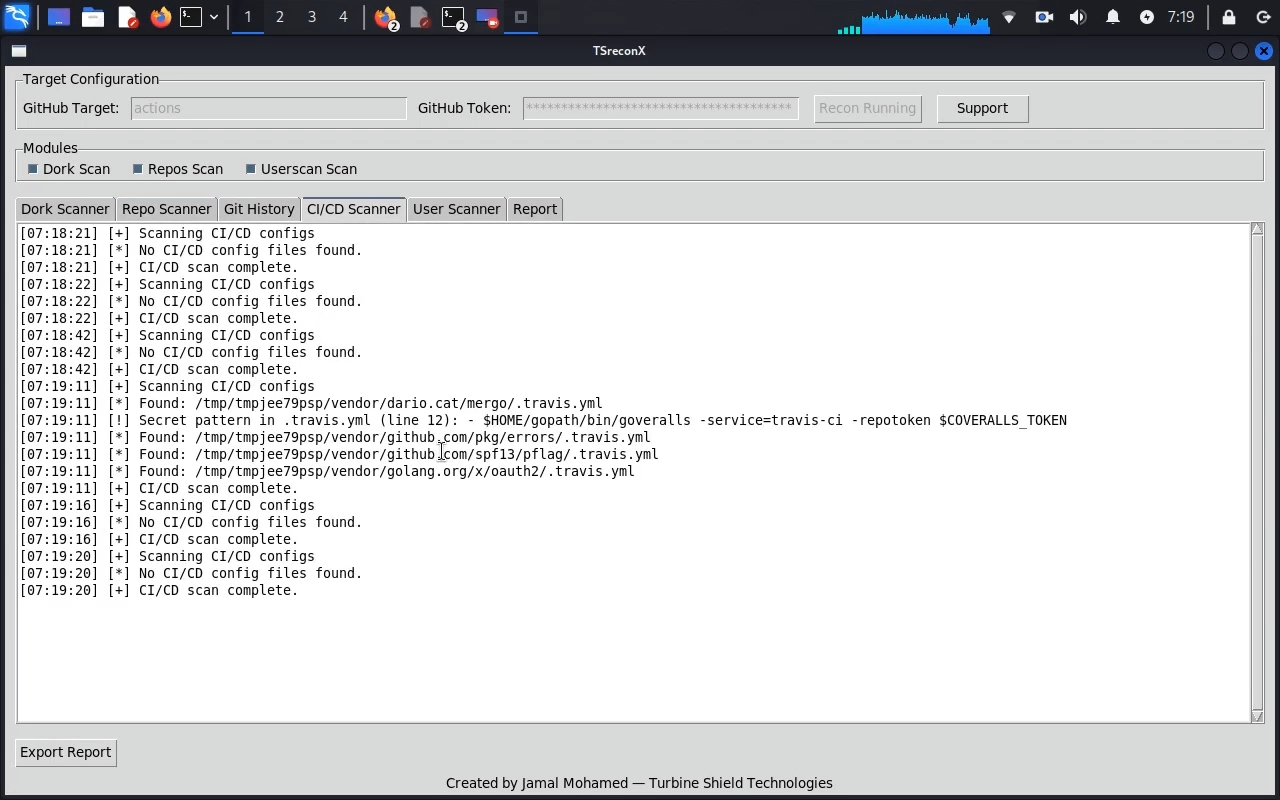 1 2 3 4 2 2 7:19
TSreconX
Target Configuration
GitHub Target: actions GitHub Token: ************************************** Recon Running Support
Modules
Dork Scan Repos Scan Userscan Scan
Dork Scanner Repo Scanner Git History CI/CD Scanner User Scanner Report
[07:18:21] [+] Scanning CI/CD configs
[07:18:21] [*] No CI/CD config files found.
[07:18:21] [+] CI/CD scan complete.
[07:18:22] [+] Scanning CI/CD configs
[07:18:22] [*] No CI/CD config files found.
[07:18:22] [+] CI/CD scan complete.
[07:18:42] [+] Scanning CI/CD configs
[07:18:42] [*] No CI/CD config files found.
[07:18:42] [+] CI/CD scan complete.
[07:19:11] [+] Scanning CI/CD configs
[07:19:11] [*] Found: /tmp/tmpjee79psp/vendor/dario.cat/mergo/.travis.yml
[07:19:11] [!] Secret pattern in .travis.yml (line 12): - $HOME/gopath/bin/goveralls -service=travis-ci -repotoken $COVERALLS_TOKEN
[07:19:11] [*] Found: /tmp/tmpjee79psp/vendor/github.com/pkg/errors/.travis.yml
[07:19:11] [*] Found: /tmp/tmpjee79psp/vendor/github.com/spf13/pflag/.travis.yml
[07:19:11] [*] Found: /tmp/tmpjee79psp/vendor/golang.org/x/oauth2/.travis.yml
[07:19:11] [+] CI/CD scan complete.
[07:19:16] [+] Scanning CI/CD configs
[07:19:16] [*] No CI/CD config files found.
[07:19:16] [+] CI/CD scan complete.
[07:19:20] [+] Scanning CI/CD configs
[07:19:20] [*] No CI/CD config files found.
[07:19:20] [+] CI/CD scan complete.
Export Report
Created by Jamal Mohamed — Turbine Shield Technologies